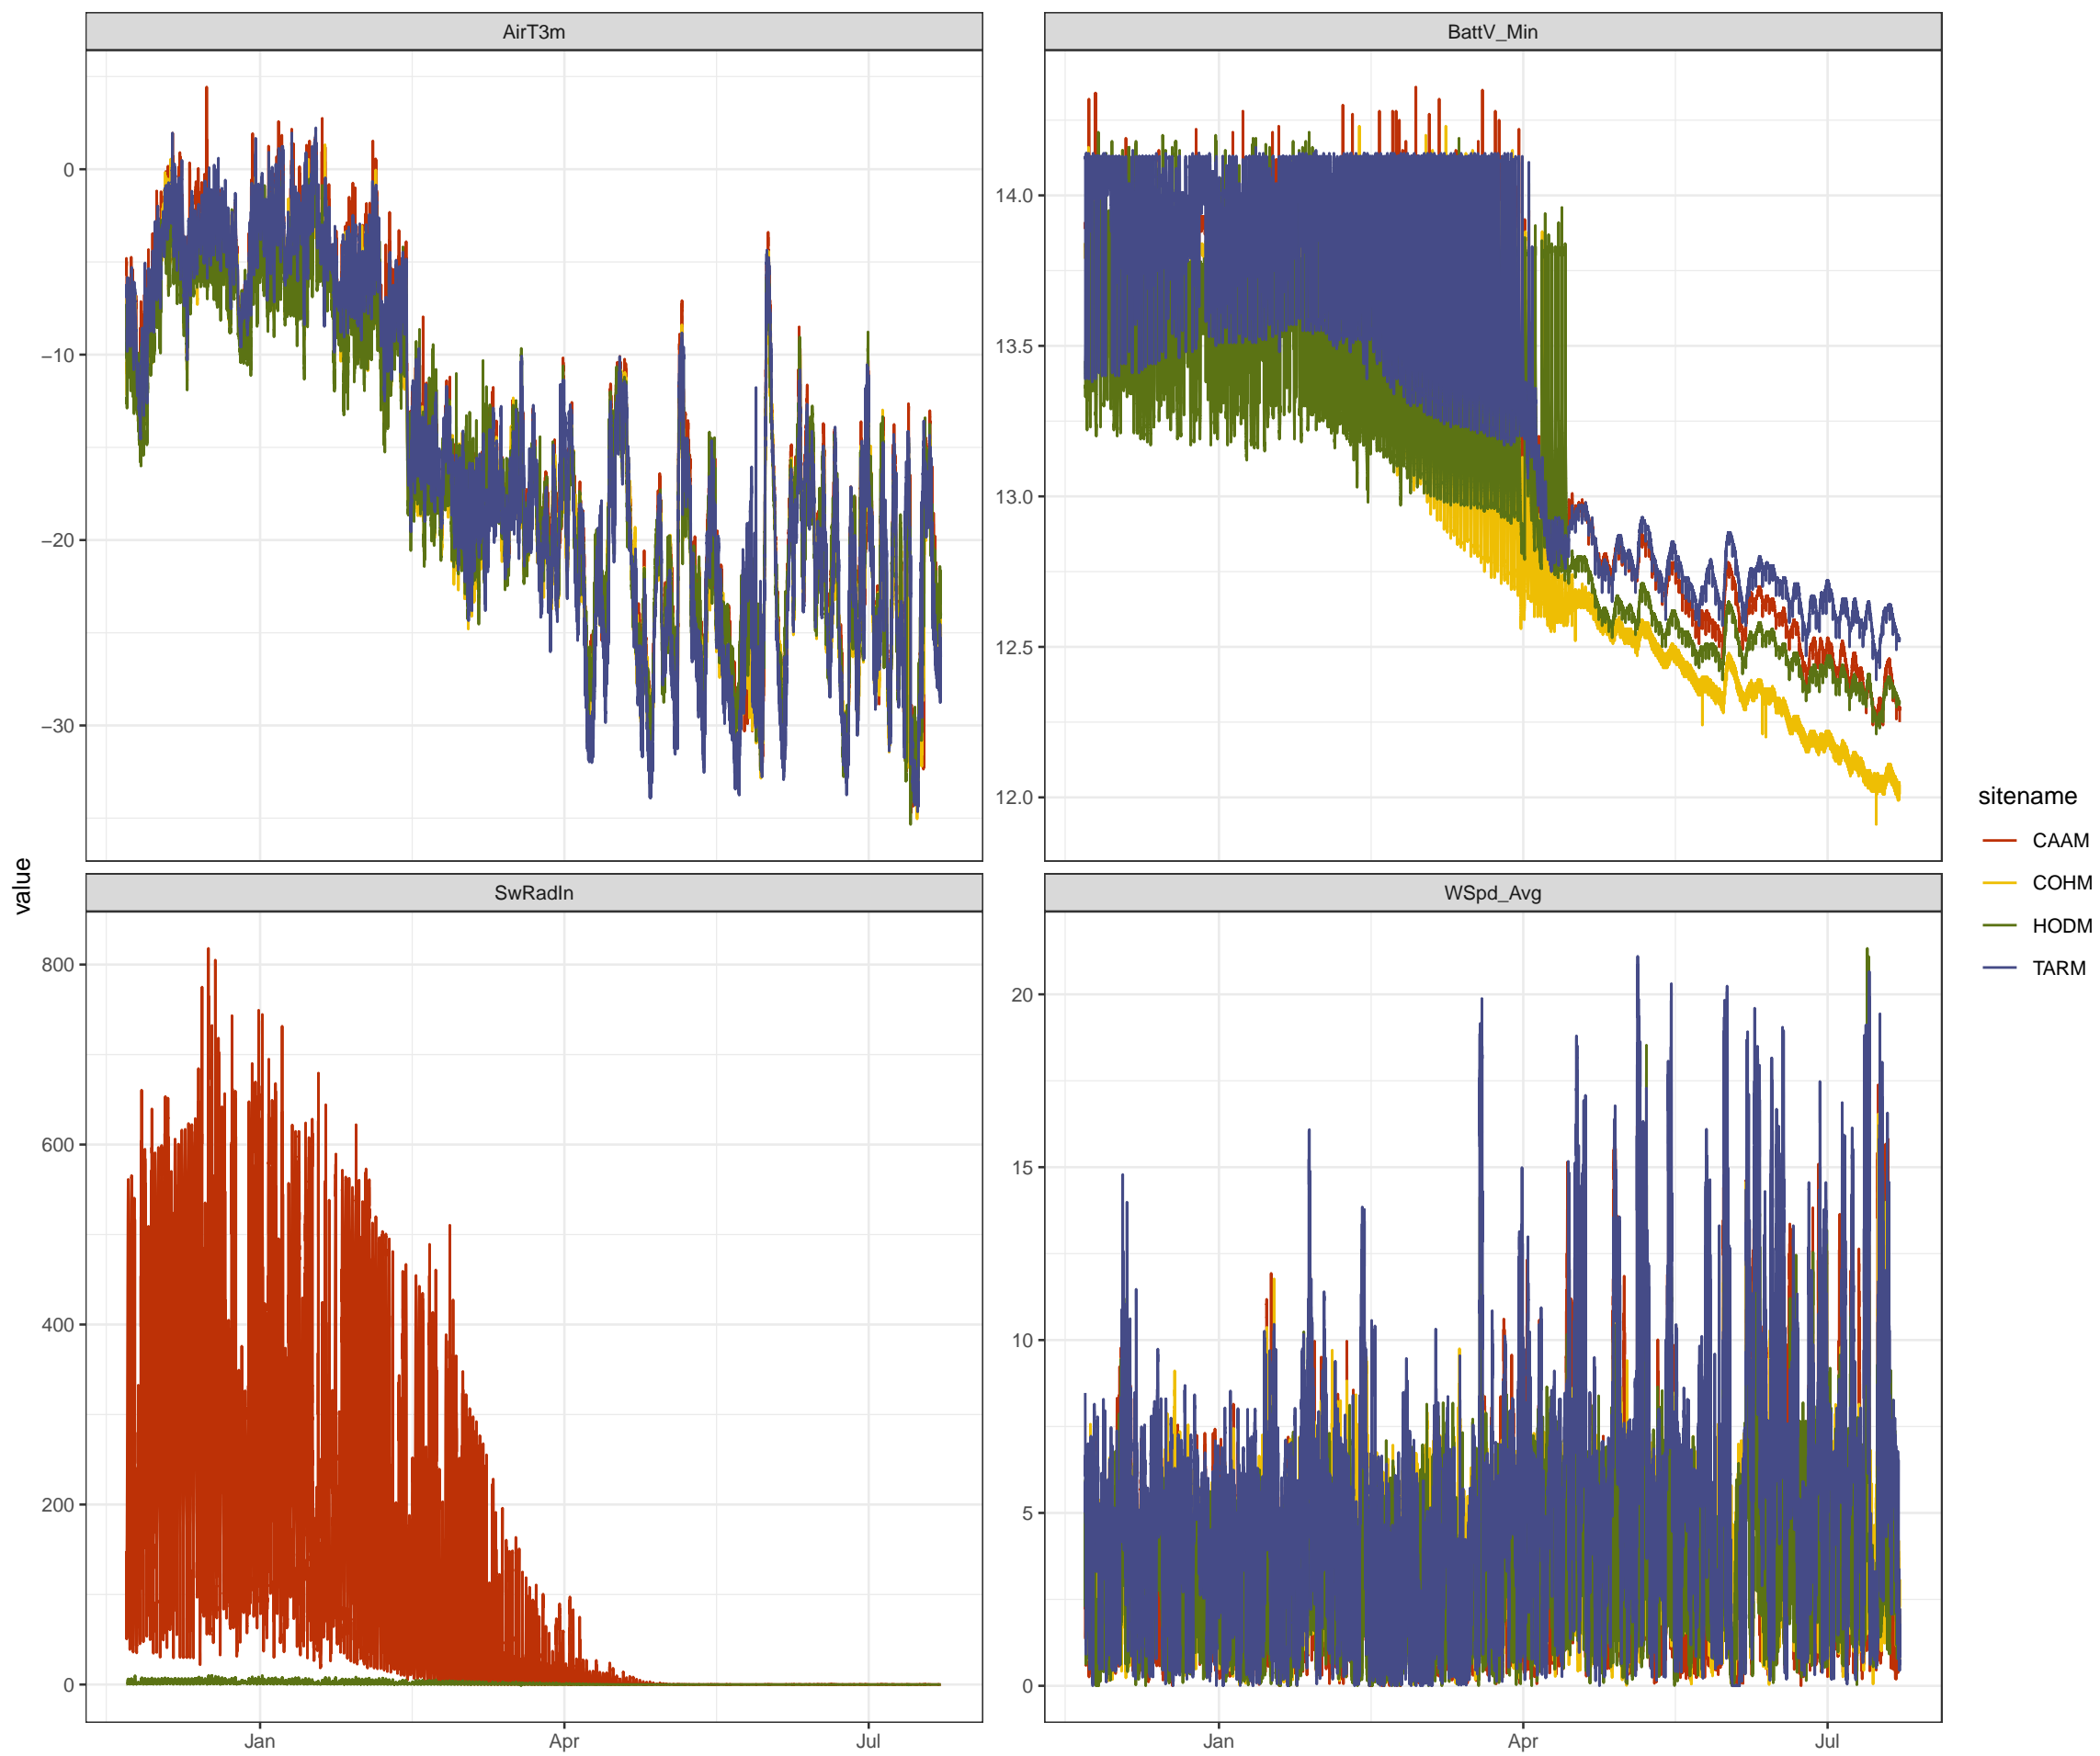 AirT3m
BattV_Min
0
−10
−20
−30
14.0
13.5
13.0
12.5
12.0
value
SwRadIn
WSpd_Avg
800
600
400
200
0
20
15
10
5
0
Jan Apr Jul
Jan Apr Jul
sitename
CAAM
COHM
HODM
TARM